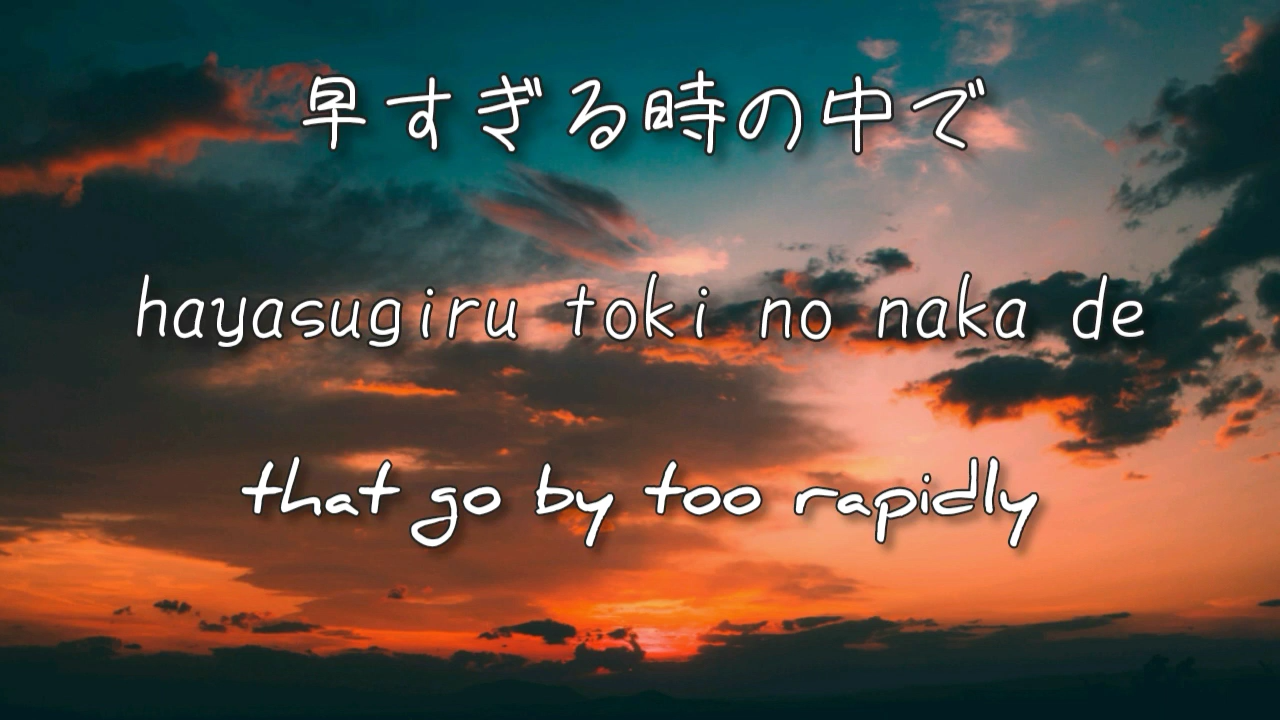 早すぎる時の中で
hayasugiru toki no naka de
that go by too rapidly